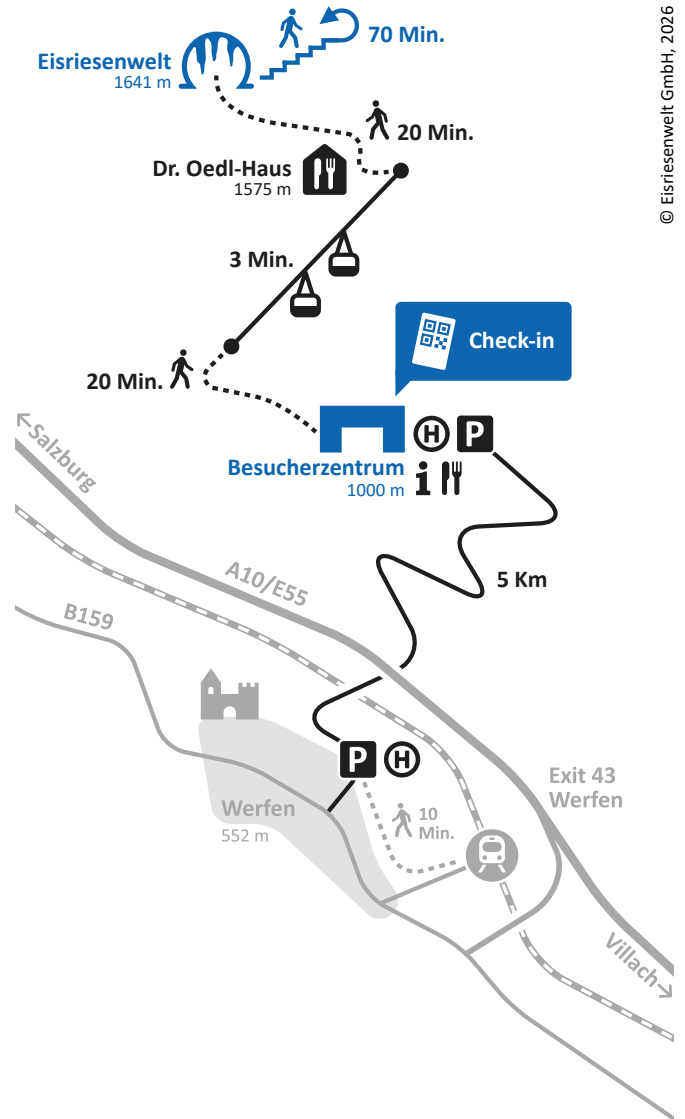 © Eisriesenwelt GmbH, 2026
70 Min.
Eisriesenwelt
1641 m
20 Min.
Dr. Oedl-Haus
1575 m
3 Min.
Check-in
20 Min.
H P
Besucherzentrum
1000 m
i
←Salzburg
5 Km
A10/E55
B159
P H
Exit 43
Werfen
Werfen
552 m
10
Min.
Villach→